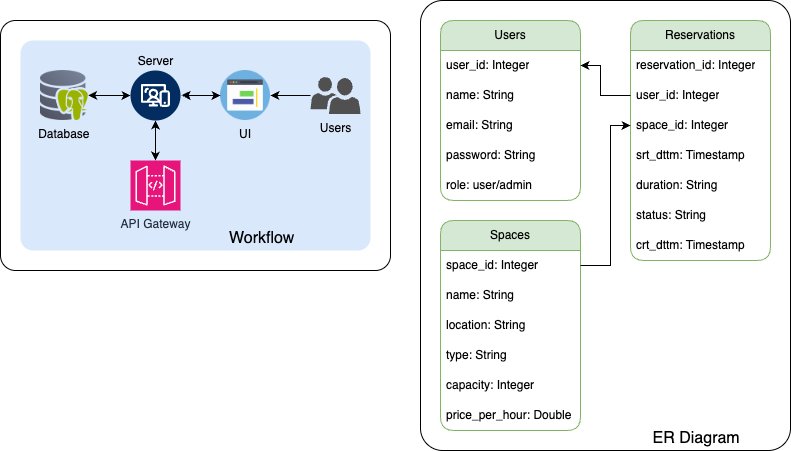 Server
Database
UI
Users
API Gateway
Workflow
Users
user_id: Integer
name: String
email: String
password: String
role: user/admin
Reservations
reservation_id: Integer
user_id: Integer
space_id: Integer
srt_dttm: Timestamp
duration: String
status: String
crt_dttm: Timestamp
Spaces
space_id: Integer
name: String
location: String
type: String
capacity: Integer
price_per_hour: Double
ER Diagram